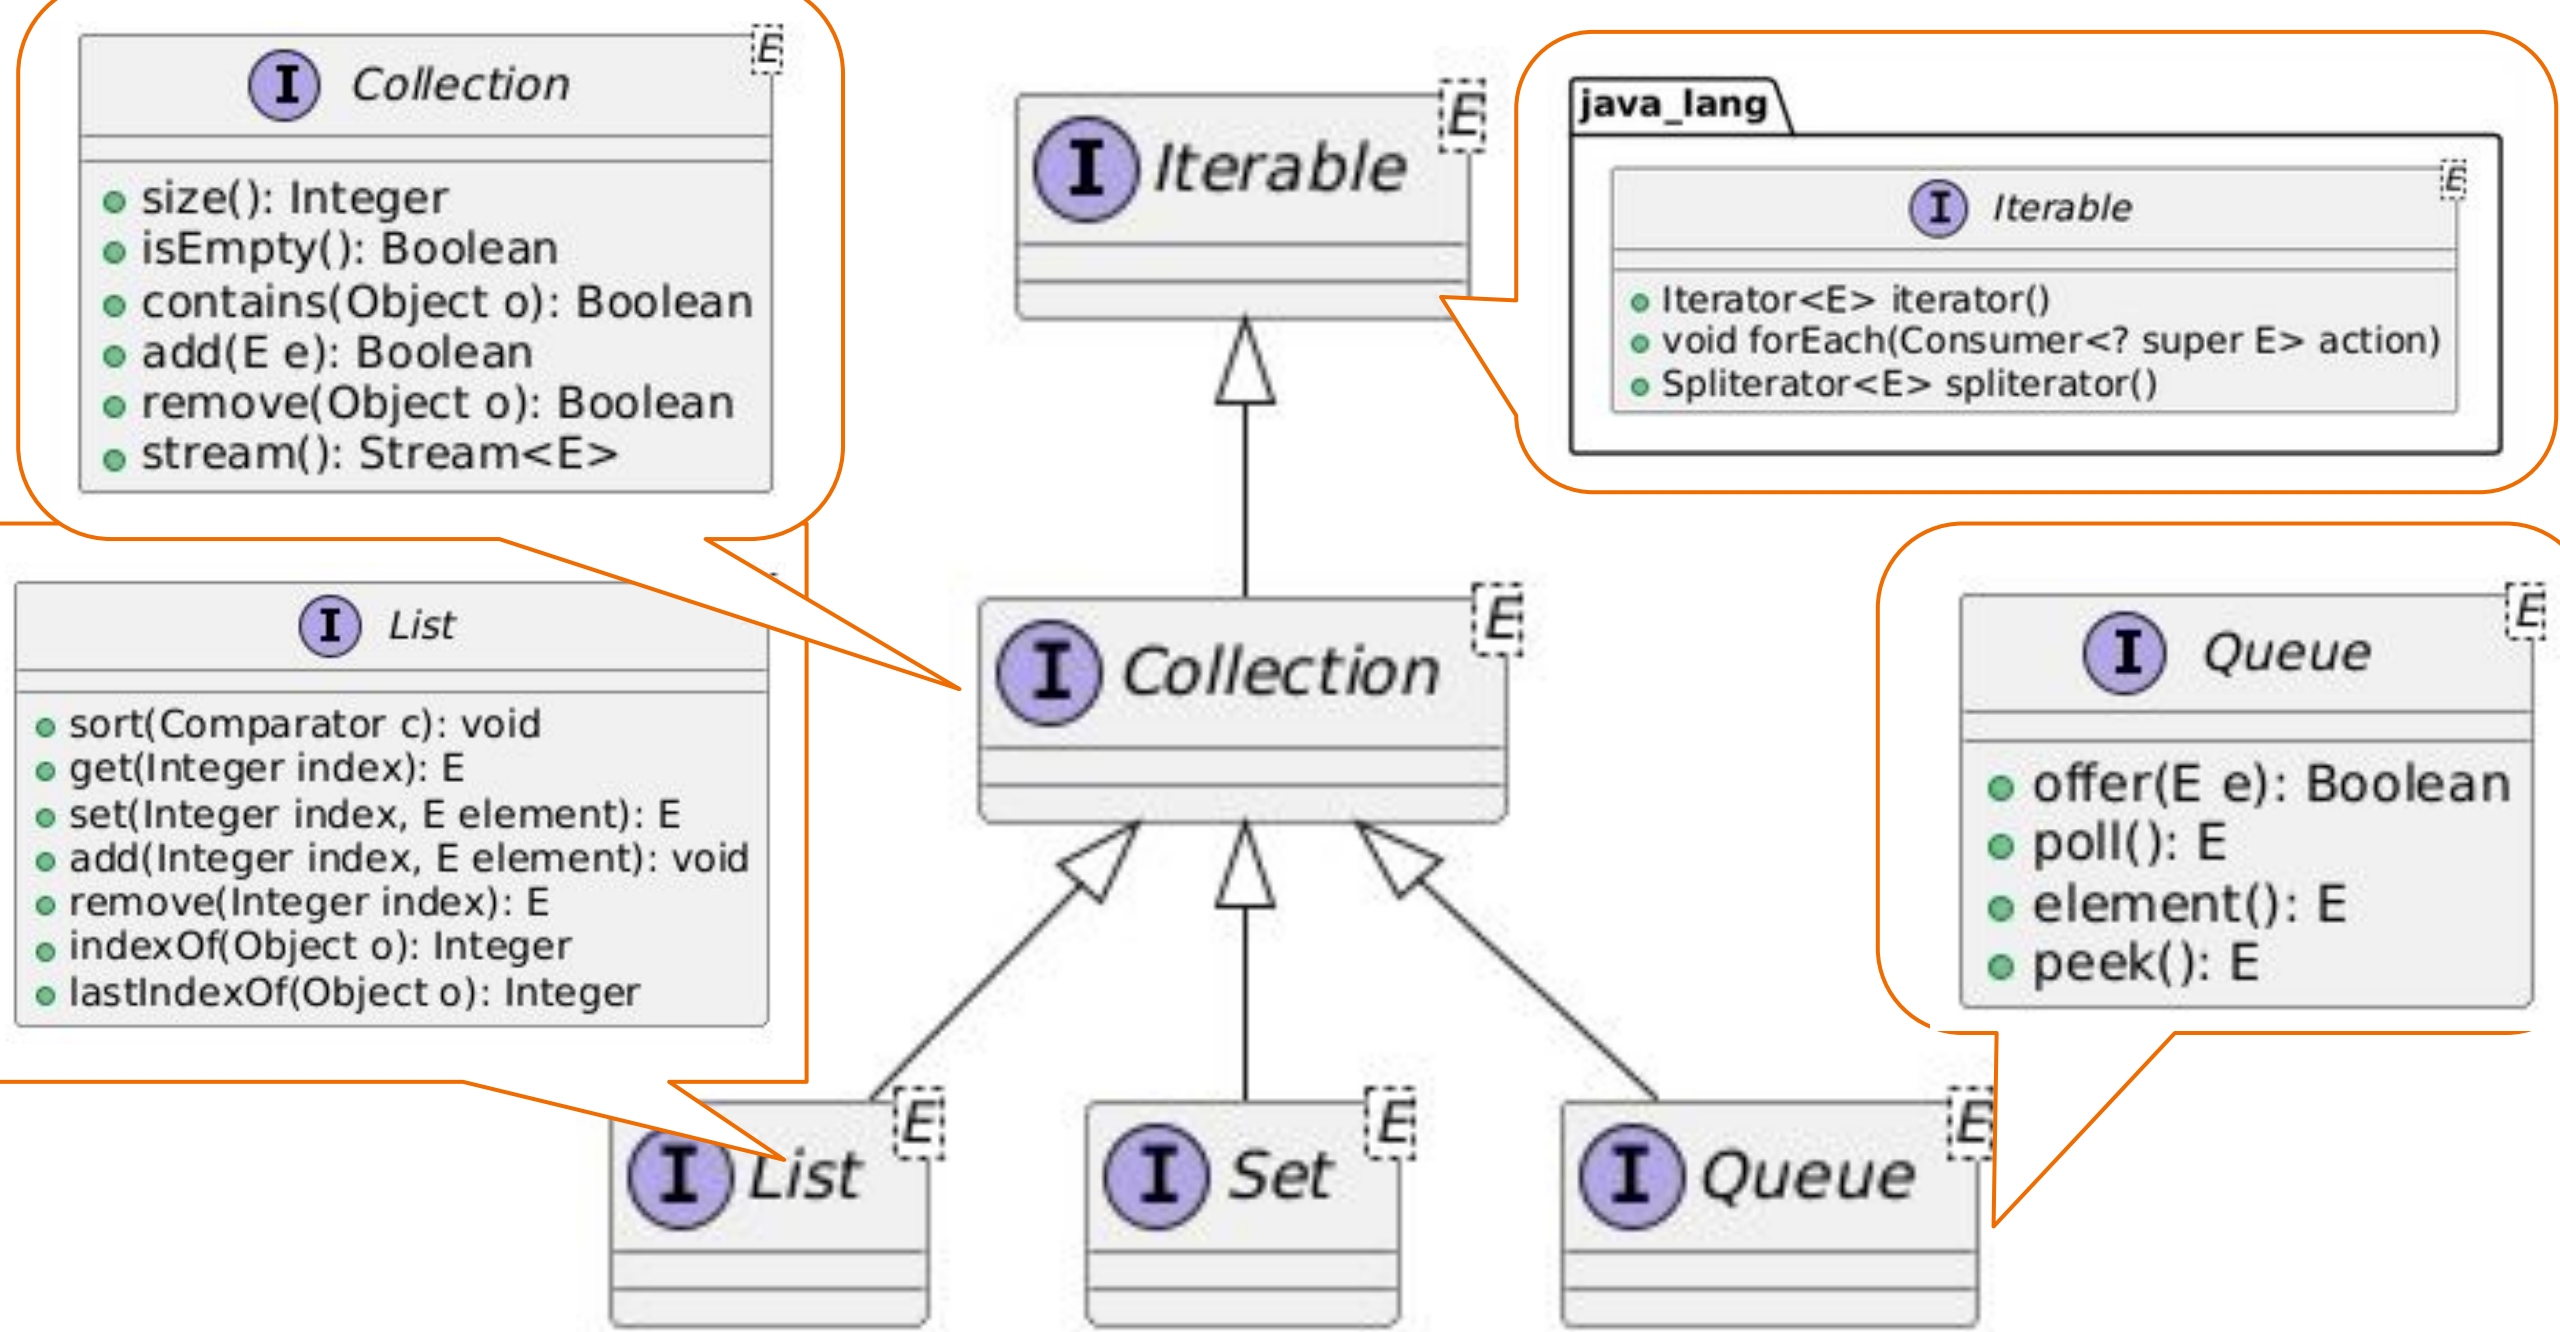 I Collection E
size(): Integer
isEmpty(): Boolean
contains(Object o): Boolean
add(E e): Boolean
remove(Object o): Boolean
stream(): Stream<E>
I Iterable E
java_lang
I Iterable E
Iterator<E> iterator()
void forEach(Consumer<? super E> action)
Spliterator<E> spliterator()
I List
sort(Comparator c): void
get(Integer index): E
set(Integer index, E element): E
add(Integer index, E element): void
remove(Integer index): E
indexOf(Object o): Integer
lastIndexOf(Object o): Integer
I Collection E
I Queue E
offer(E e): Boolean
poll(): E
element(): E
peek(): E
I List E
I Set E
I Queue E